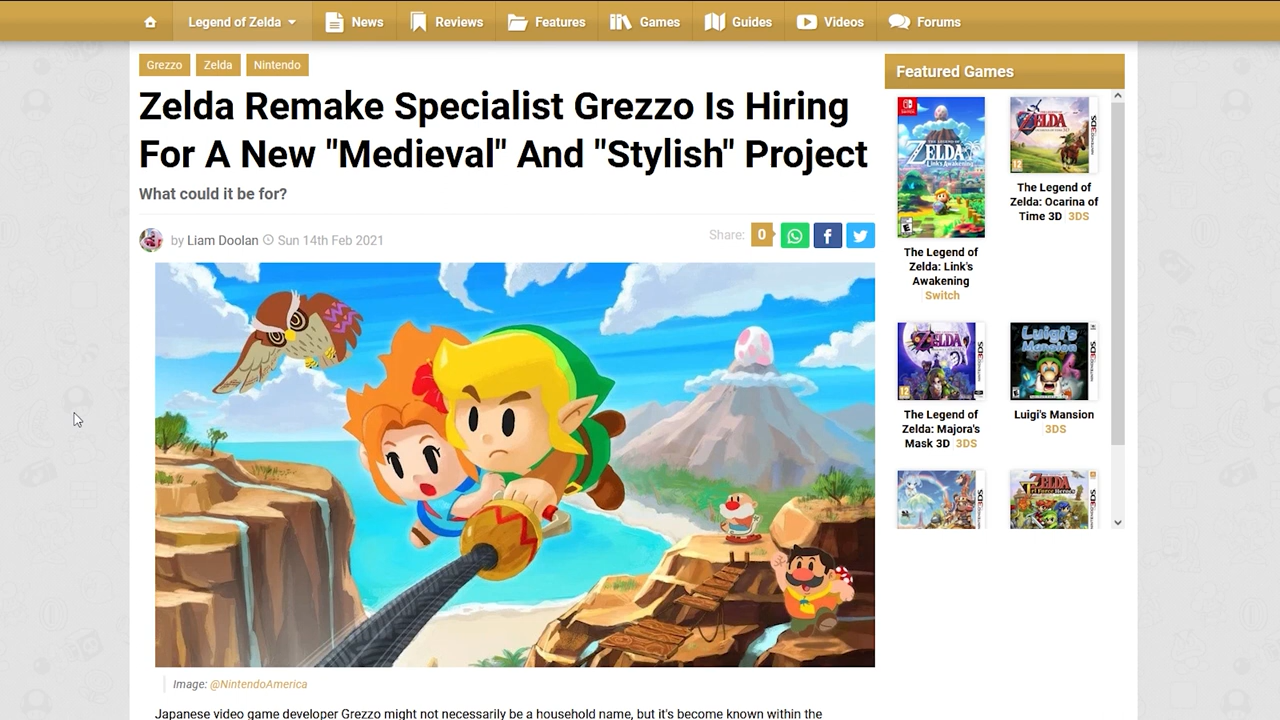 Legend of Zelda
News
Reviews
Features
Games
Guides
Videos
Forums
Grezzo
Zelda
Nintendo
Zelda Remake Specialist Grezzo Is Hiring
For A New "Medieval" And "Stylish" Project
What could it be for?
by Liam Doolan Sun 14th Feb 2021
Share: 0
Image: @NintendoAmerica
Japanese video game developer Grezzo might not necessarily be a household name, but it's become known within the
Featured Games
The Legend of
Zelda: Link's
Awakening
Switch
The Legend of
Zelda: Ocarina of
Time 3D 3DS
The Legend of
Zelda: Majora's
Mask 3D 3DS
Luigi's Mansion
3DS